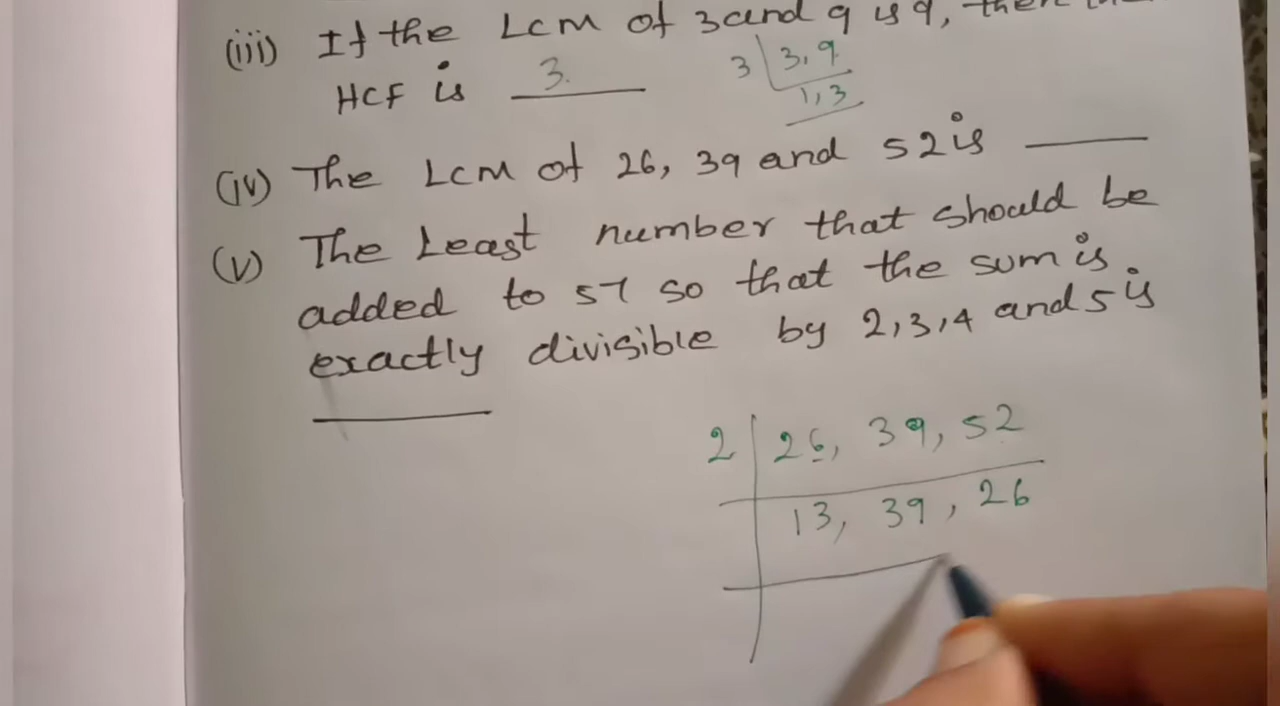 (iii) If the LCM of 3 and 9 is 9, then the
HCF is 3.
3 | 3, 9
1, 3
(iv) The LCM of 26, 39 and 52 is ____
(v) The Least number that should be
added to 57 so that the sum is
exactly divisible by 2, 3, 4 and 5 is
____
2 | 26, 39, 52
13, 39, 26